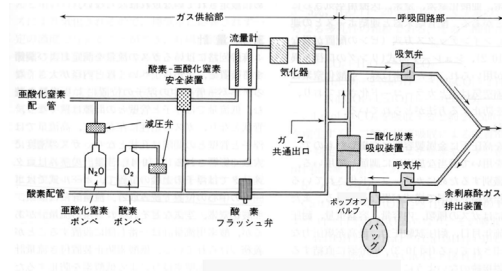 ガス供給部
呼吸回路部
流量計
吸気弁
酸素-亜酸化窒素
安全装置
気化器
亜酸化窒素
配管
減圧弁
ガス
共通出口
二酸化炭素
吸収装置
N₂O
O₂
呼気弁
酸素配管
余剰麻酔ガス
排出装置
ポップオフ
バルブ
亜酸化窒素
ボンベ
酸素
ボンベ
酸素
フラッシュ弁
バッグ